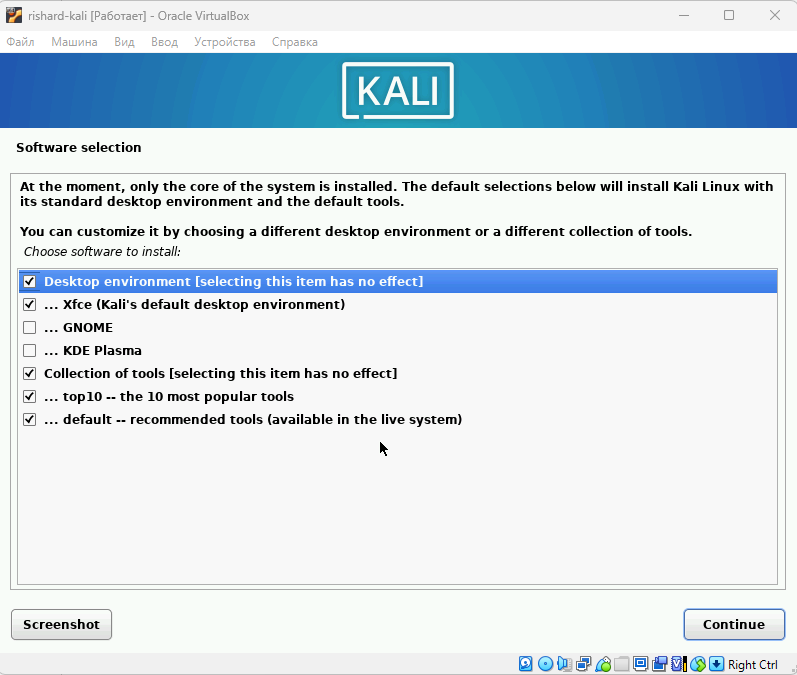 rishard-kali [Работает] - Oracle VirtualBox
Файл Машина Вид Ввод Устройства Справка
KALI
Software selection
At the moment, only the core of the system is installed. The default selections below will install Kali Linux with
its standard desktop environment and the default tools.
You can customize it by choosing a different desktop environment or a different collection of tools.
Choose software to install:
Desktop environment [selecting this item has no effect]
... Xfce (Kali's default desktop environment)
... GNOME
... KDE Plasma
Collection of tools [selecting this item has no effect]
... top10 -- the 10 most popular tools
... default -- recommended tools (available in the live system)
Screenshot
Continue
Right Ctrl